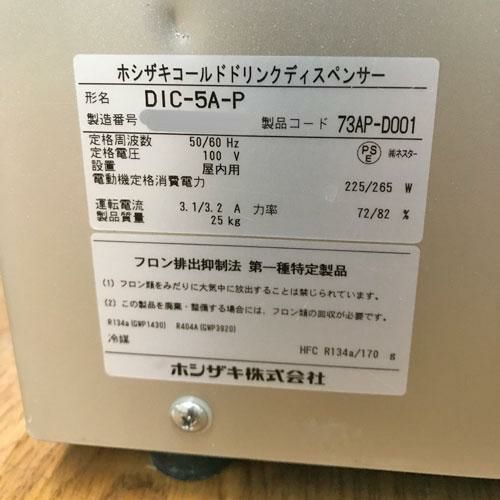 ホシザキコールドドリンクディスペンサー
形名 DIC-5A-P
製造番号 製品コード 73AP-D001
定格周波数 50/60 Hz
定格電圧 100 V
設置 屋内用
PS E ㈱ネスター
電動機定格消費電力 225/265 W
運転電流 3.1/3.2 A 力率 72/82 %
製品質量 25 kg
フロン排出抑制法 第一種特定製品
(1) フロン類をみだりに大気中に放出することは禁じられています。
(2) この製品を廃棄・整備する場合には、フロン類の回収が必要です。
R134a(GWP1430) R404A(GWP3920)
冷媒 HFC R134a/170 g
ホシザキ株式会社